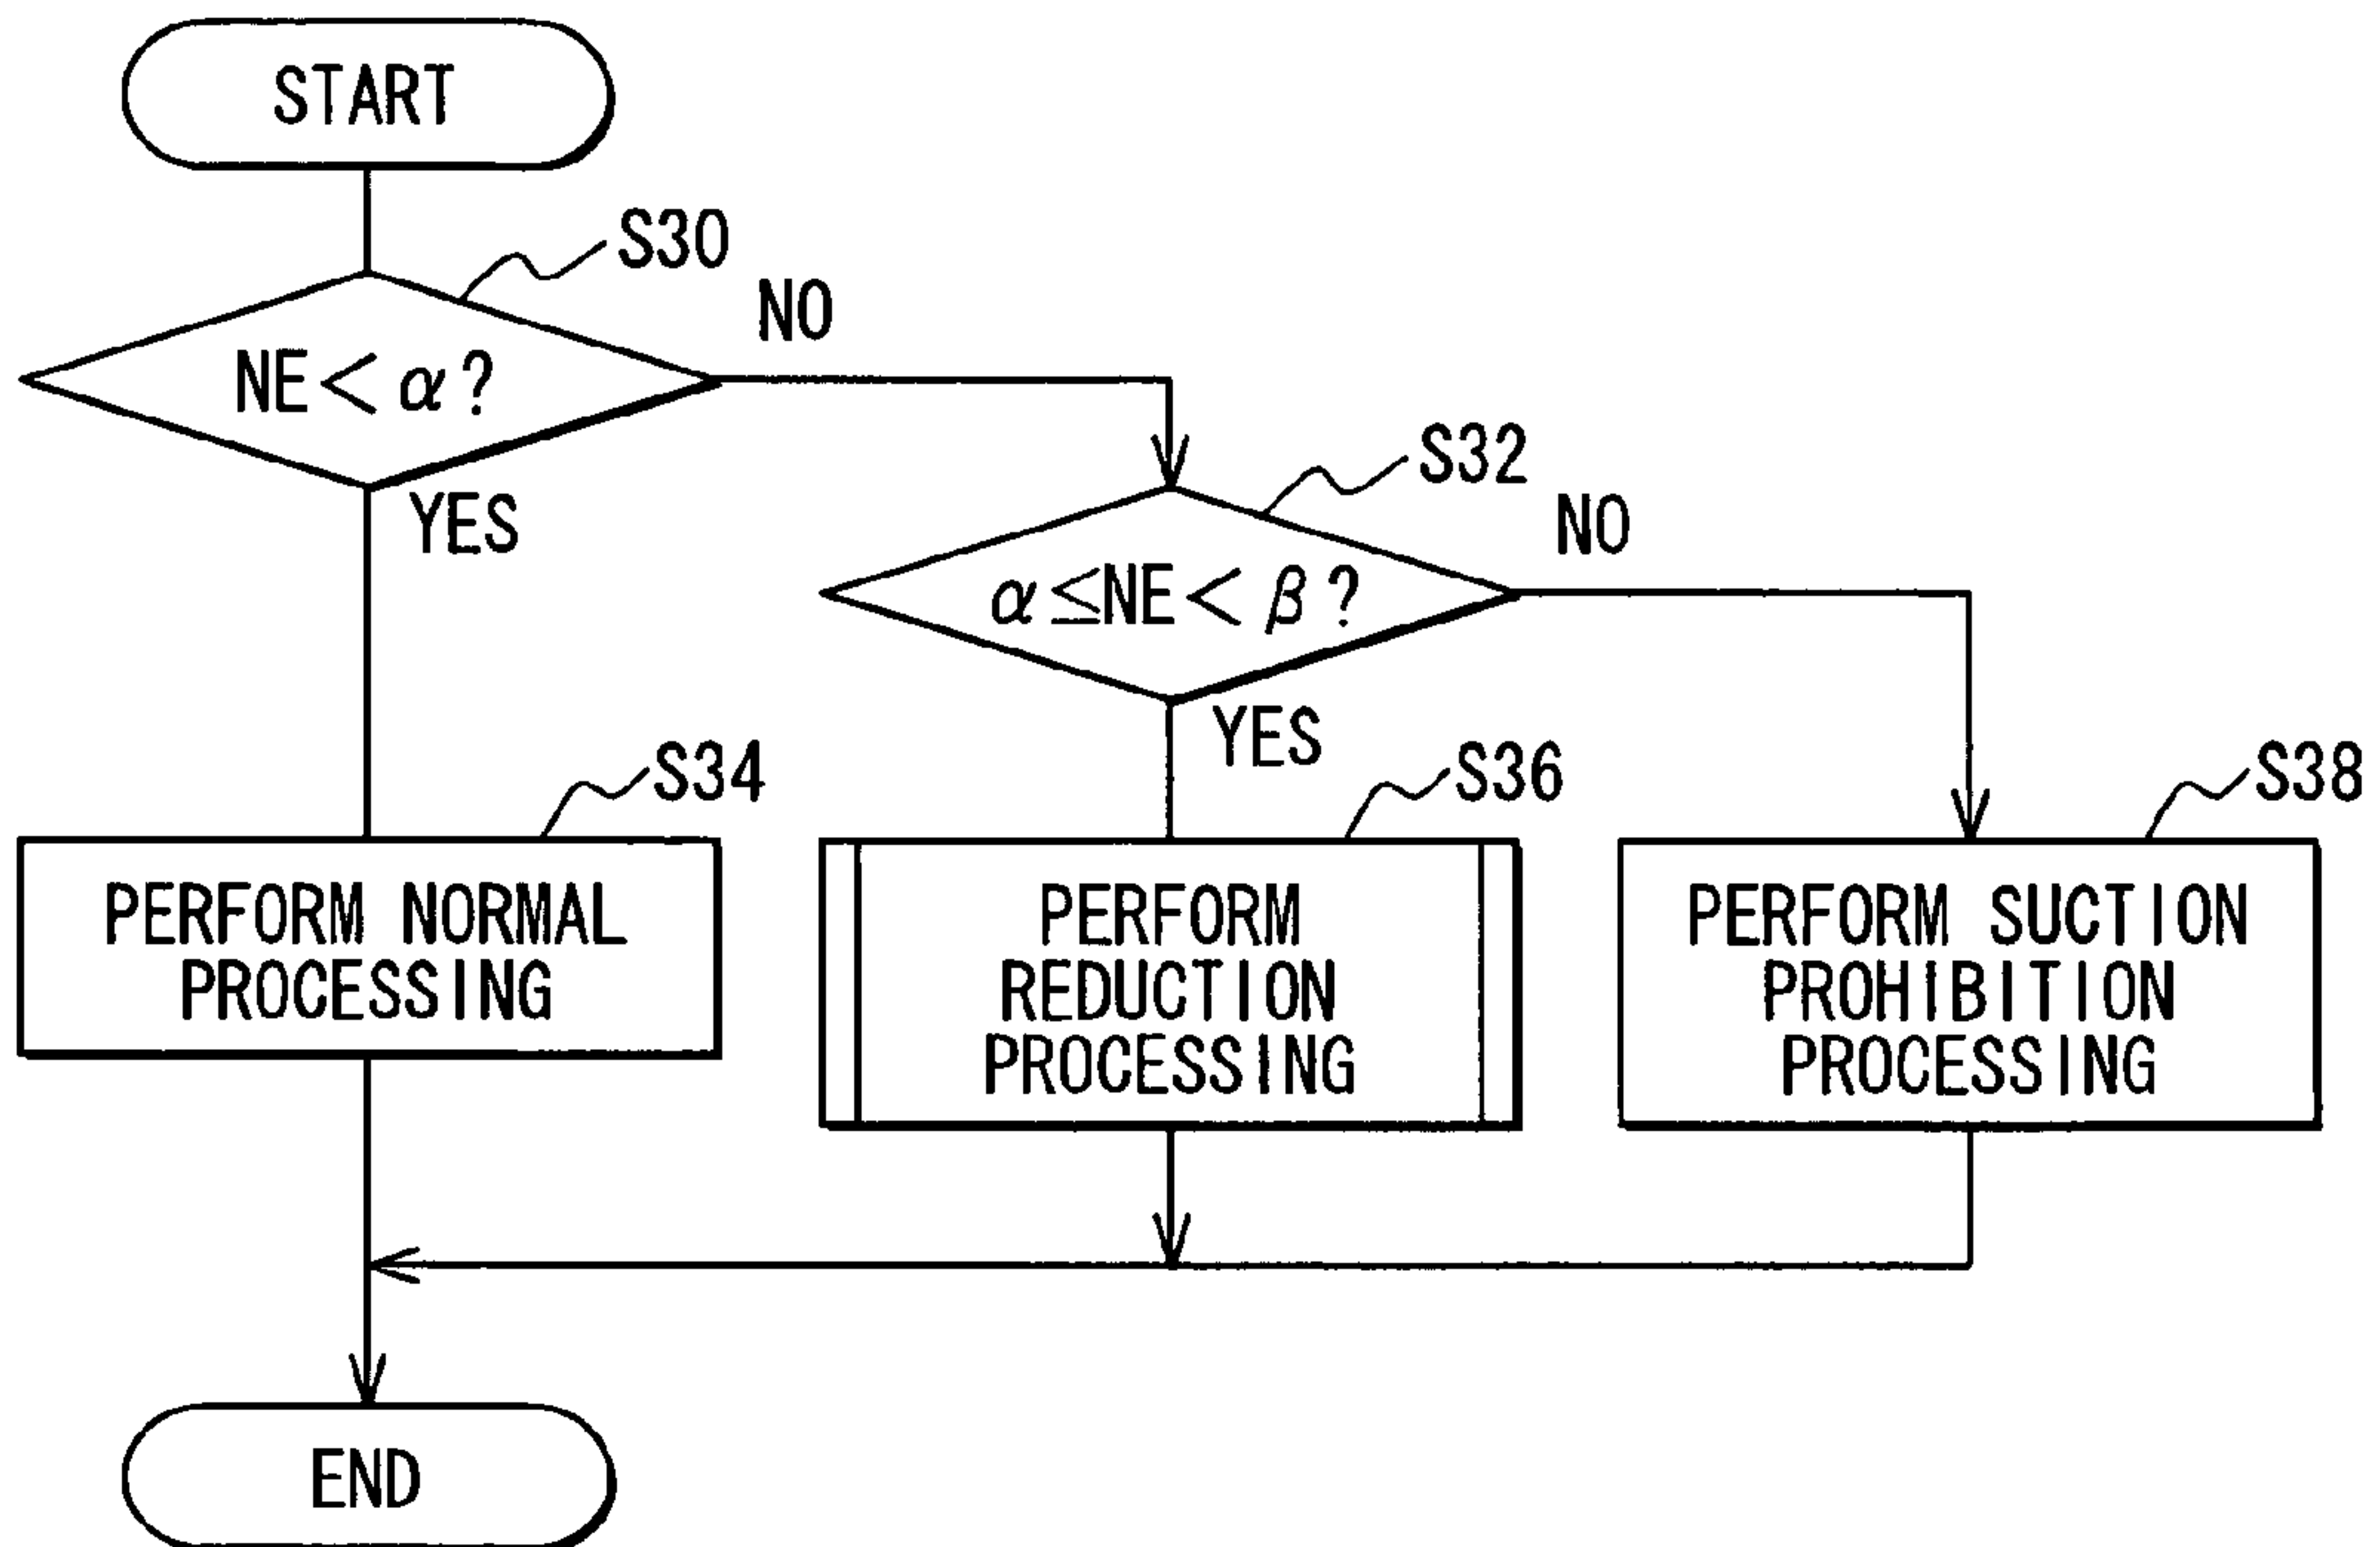 START
S30
NO
NE < α ?
YES
S32
NO
α ≤ NE < β ?
YES
S34
PERFORM NORMAL
PROCESSING
S36
PERFORM
REDUCTION
PROCESSING
S38
PERFORM SUCTION
PROHIBITION
PROCESSING
END